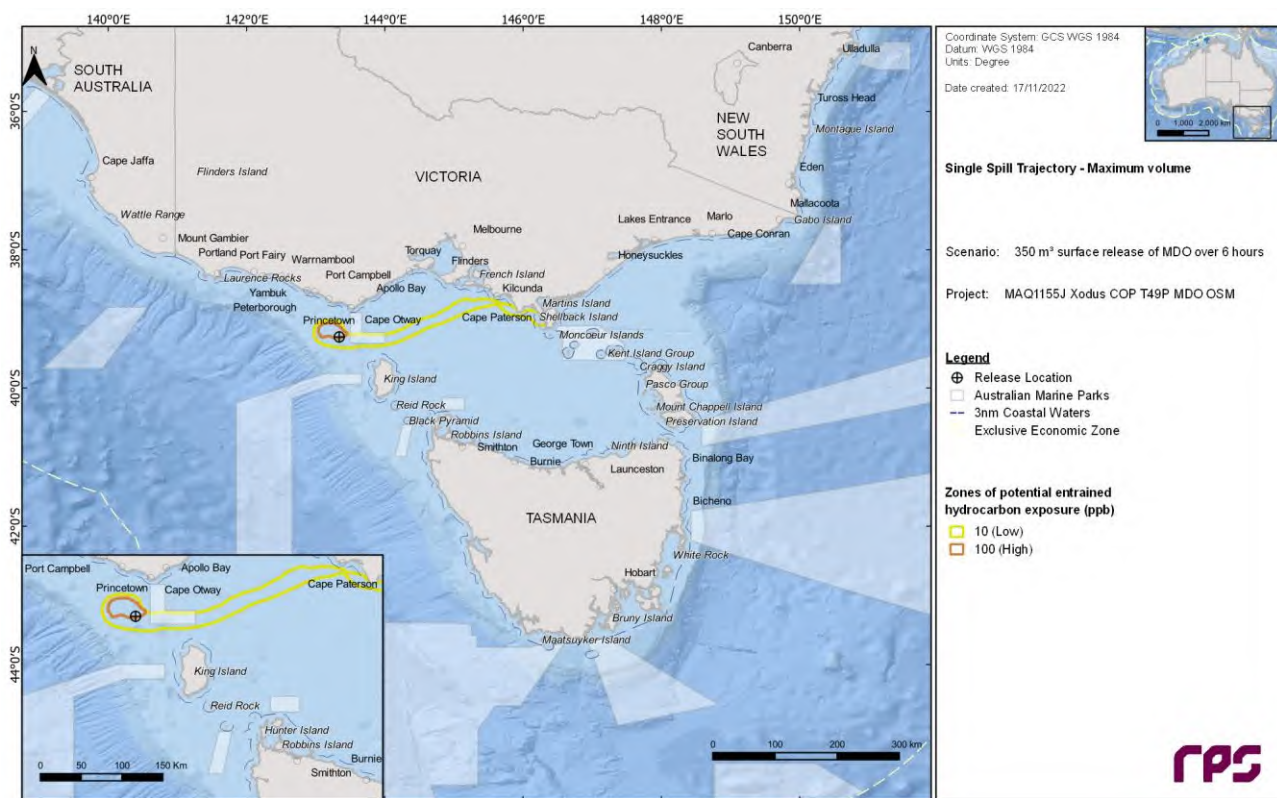 140°0'E 142°0'E 144°0'E 146°0'E 148°0'E 150°0'E
N
SOUTH
AUSTRALIA
Canberra
Ulladulla
36°0'S
Tuross Head
NEW
SOUTH
WALES
Montague Island
Cape Jaffa
Flinders Island
VICTORIA
Eden
Mallacoota
Gabo Island
Wattle Range
Lakes Entrance
Marlo
Cape Conran
Mount Gambier
Melbourne
38°0'S
Portland
Port Fairy
Warrnambool
Torquay
Flinders
Honeysuckles
Laurence Rocks
Port Campbell
French Island
Yambuk
Apollo Bay
Kilcunda
Peterborough
Martins Island
Princetown
Cape Otway
Cape Paterson
Shellback Island
Moncoeur Islands
Kent Island Group
Craggy Island
King Island
Pasco Group
40°0'S
Reid Rock
Mount Chappell Island
Black Pyramid
Preservation Island
Robbins Island
Smithton
George Town
Ninth Island
Burnie
Launceston
Binalong Bay
Bicheno
42°0'S
TASMANIA
White Rock
Hobart
Bruny Island
Maatsuyker Island
44°0'S
0 100 200 300 Km
Port Campbell
Apollo Bay
Princetown
Cape Otway
Cape Paterson
King Island
Reid Rock
Hunter Island
Robbins Island
Burnie
Smithton
0 50 100 150 Km
Coordinate System: GCS WGS 1984
Datum: WGS 1984
Units: Degree
Date created: 17/11/2022
0 1,000 2,000 km
Single Spill Trajectory - Maximum volume
Scenario: 350 m³ surface release of MDO over 6 hours
Project: MAQ1155J Xodus COP T49P MDO OSM
Legend
Release Location
Australian Marine Parks
3nm Coastal Waters
Exclusive Economic Zone
Zones of potential entrained
hydrocarbon exposure (ppb)
10 (Low)
100 (High)
rps